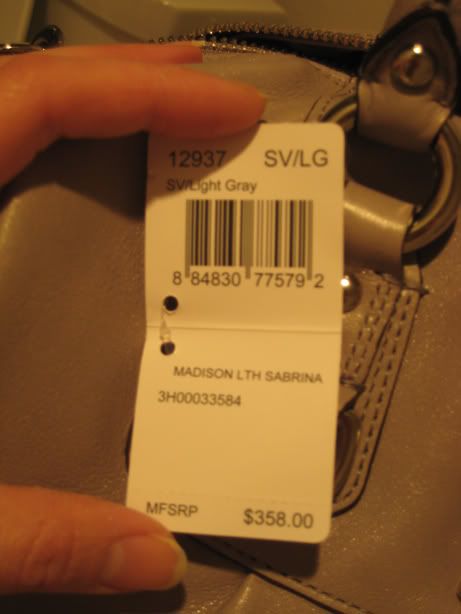 12937 SV/LG
SV/Light Gray
8 84830 77579 2
MADISON LTH SABRINA
3H00033584
MFSRP $358.00